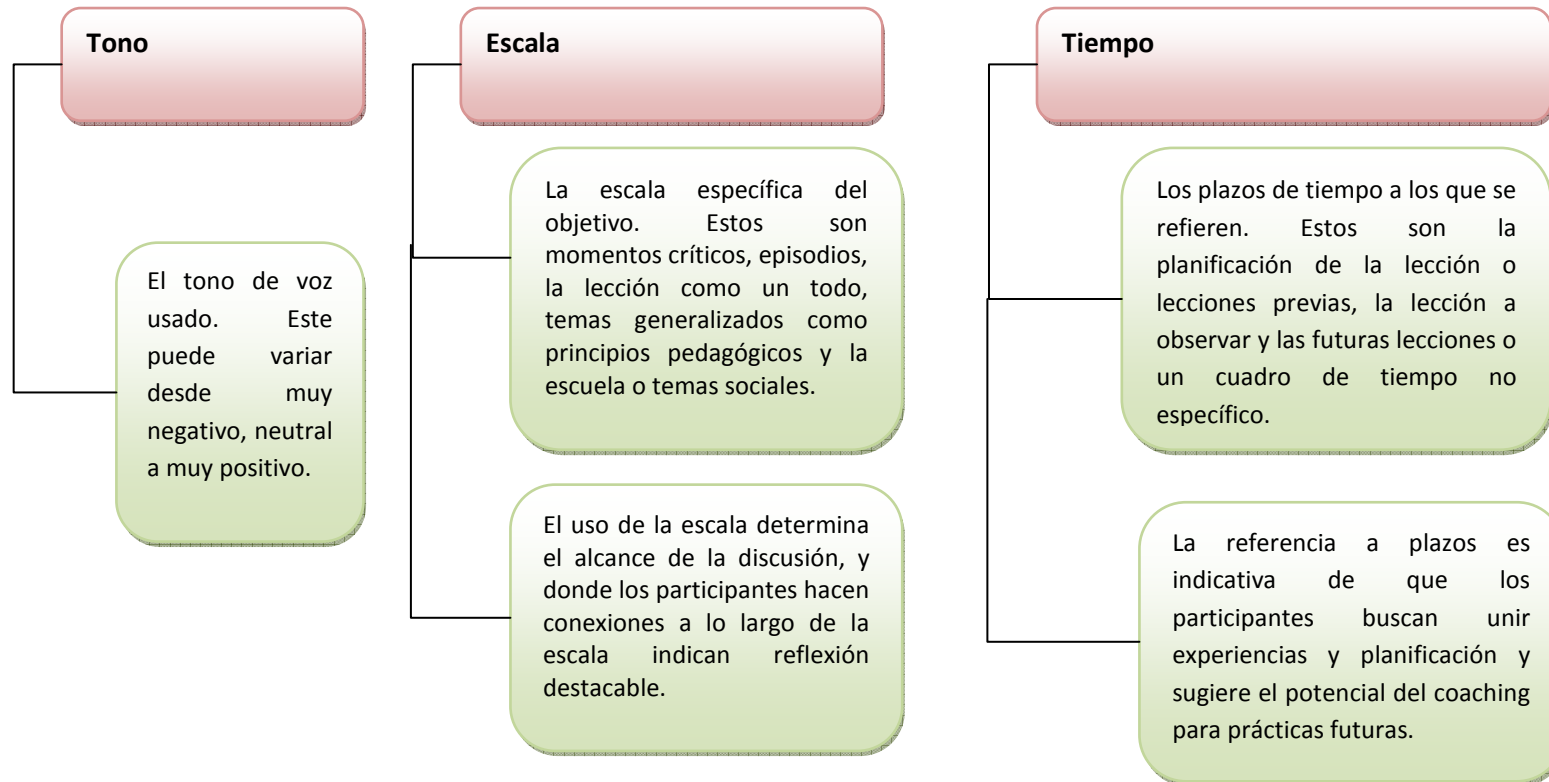 Tono
El tono de voz
usado. Este
puede variar
desde muy
negativo, neutral
a muy positivo.
Escala
La escala específica del
objetivo. Estos son
momentos críticos, episodios,
la lección como un todo,
temas generalizados como
principios pedagógicos y la
escuela o temas sociales.
El uso de la escala determina
el alcance de la discusión, y
donde los participantes hacen
conexiones a lo largo de la
escala indican reflexión
destacable.
Tiempo
Los plazos de tiempo a los que se
refieren. Estos son la
planificación de la lección o
lecciones previas, la lección a
observar y las futuras lecciones o
un cuadro de tiempo no
específico.
La referencia a plazos es
indicativa de que los
participantes buscan unir
experiencias y planificación y
sugiere el potencial del coaching
para prácticas futuras.